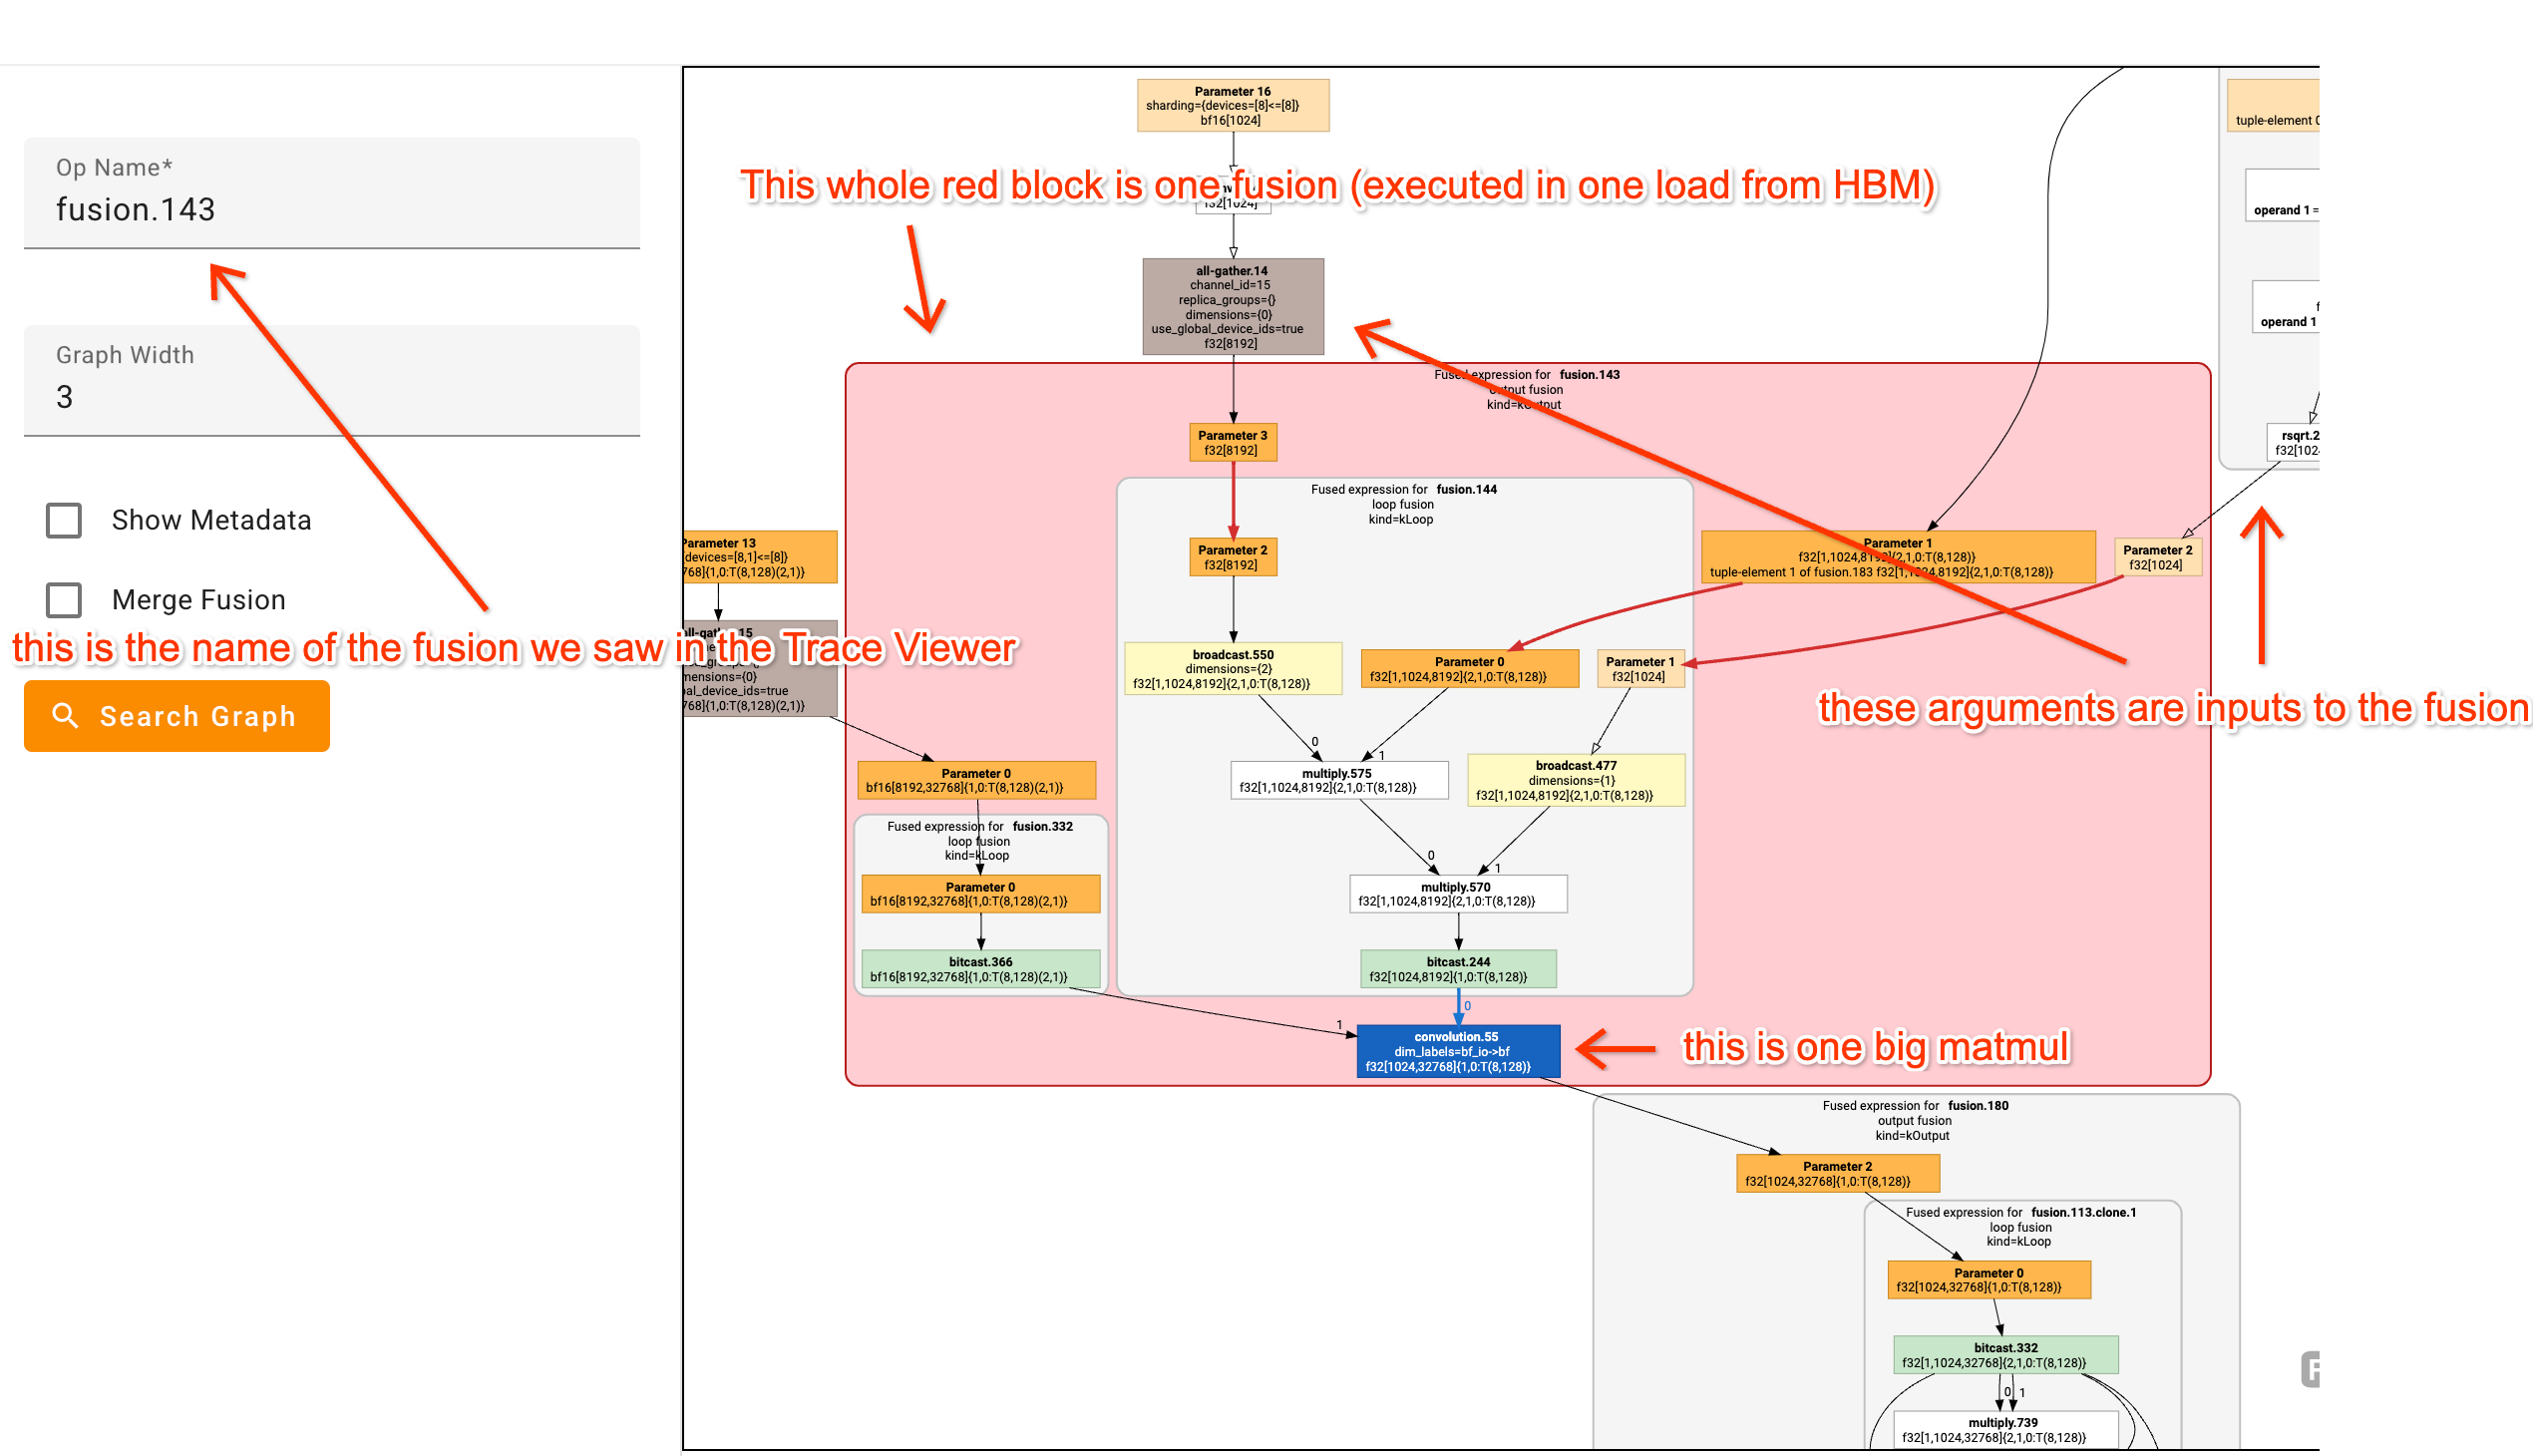 Op Name*
fusion.143
Graph Width
3
Show Metadata
Merge Fusion
this is the name of the fusion we saw in the Trace Viewer
Search Graph
Parameter 16
sharding={devices=[8]<=[8]}
bf16[1024]
This whole red block is one fusion (executed in one load from HBM)
f32[1024]
all-gather.14
channel_id=15
replica_groups={}
dimensions={0}
use_global_device_ids=true
f32[8192]
tuple-element
operand 1 =
operand 1
rsqrt.2
Fused expression for fusion.143
output fusion
kind=kOutput
Parameter 3
f32[8192]
Fused expression for fusion.144
loop fusion
kind=kLoop
Parameter 2
f32[8192]
Parameter 13
devices=[8,1]<=[8]}
768]{1,0:T(8,128)(2,1)}
Parameter 1
f32[1,1024,8192]{2,1,0:T(8,128)}
tuple-element 1 of fusion.183 f32[1,1024,8192]{2,1,0:T(8,128)}
Parameter 2
f32[1024]
mensions={0}
al_device_ids=true
768]{1,0:T(8,128)(2,1)}
broadcast.550
dimensions={2}
f32[1,1024,8192]{2,1,0:T(8,128)}
Parameter 0
f32[1,1024,8192]{2,1,0:T(8,128)}
Parameter 1
f32[1024]
these arguments are inputs to the fusion
0
1
Parameter 0
bf16[8192,32768]{1,0:T(8,128)(2,1)}
multiply.575
f32[1,1024,8192]{2,1,0:T(8,128)}
broadcast.477
dimensions={1}
f32[1,1024,8192]{2,1,0:T(8,128)}
Fused expression for fusion.332
loop fusion
kind=kLoop
0
1
Parameter 0
bf16[8192,32768]{1,0:T(8,128)(2,1)}
multiply.570
f32[1,1024,8192]{2,1,0:T(8,128)}
bitcast.366
bf16[8192,32768]{1,0:T(8,128)(2,1)}
bitcast.244
f32[1024,8192]{1,0:T(8,128)}
0
1
convolution.55
dim_labels=bf_io->bf
f32[1024,32768]{1,0:T(8,128)}
this is one big matmul
Fused expression for fusion.180
output fusion
kind=kOutput
Parameter 2
f32[1024,32768]{1,0:T(8,128)}
Fused expression for fusion.113.clone.1
loop fusion
kind=kLoop
Parameter 0
f32[1024,32768]{1,0:T(8,128)}
bitcast.332
f32[1,1024,32768]{2,1,0:T(8,128)}
0 1
multiply.739
f32[1,1024,32768]{2,1,0:T(8,128)}